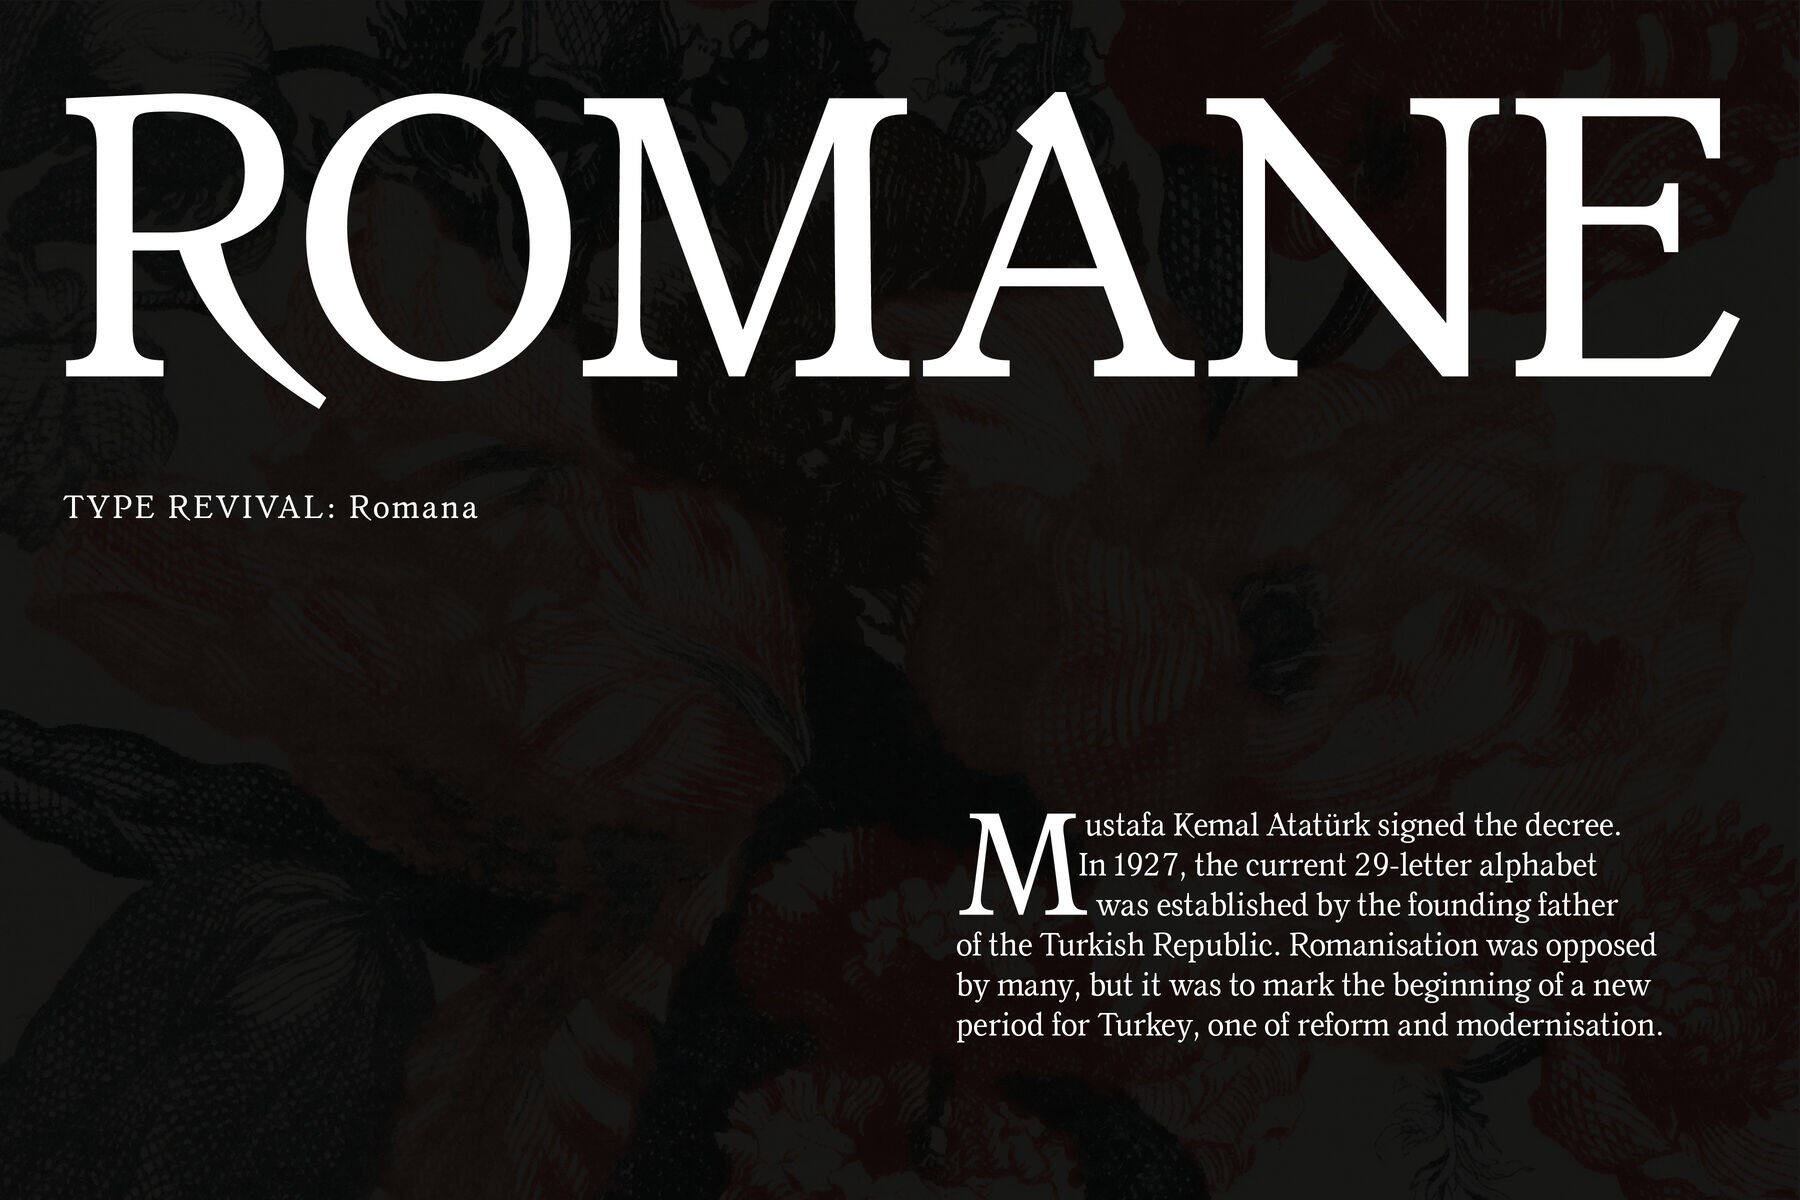 ROMANE
TYPE REVIVAL: Romana
Mustafa Kemal Atatürk signed the decree.
In 1927, the current 29-letter alphabet
was established by the founding father
of the Turkish Republic. Romanisation was opposed
by many, but it was to mark the beginning of a new
period for Turkey, one of reform and modernisation.